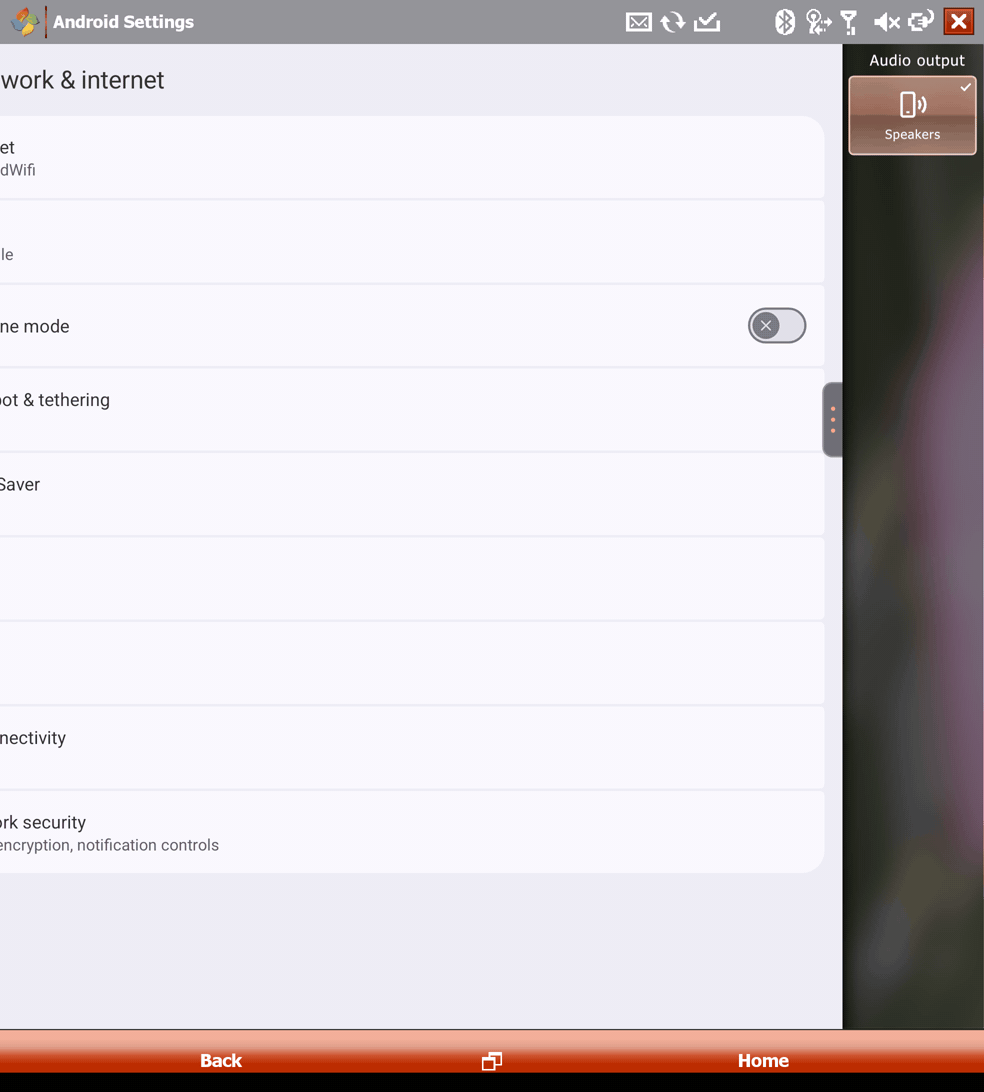 Android Settings
Audio output
Speakers
work & internet
et
dWifi
le
ne mode
ot & tethering
Saver
nectivity
ork security
encryption, notification controls
Back
Home